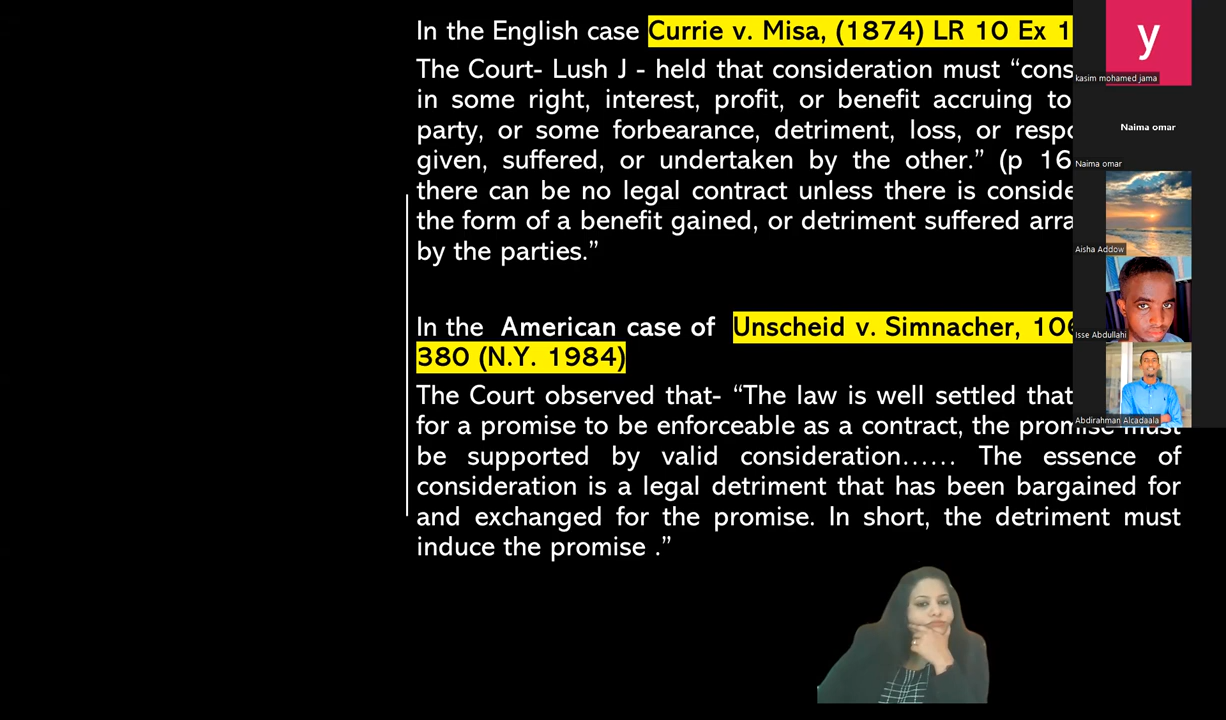 In the English case Currie v. Misa, (1874) LR 10 Ex 1
The Court- Lush J - held that consideration must “cons
in some right, interest, profit, or benefit accruing to
party, or some forbearance, detriment, loss, or respo
given, suffered, or undertaken by the other.” (p 16
there can be no legal contract unless there is conside
the form of a benefit gained, or detriment suffered arra
by the parties.”
In the American case of Unscheid v. Simnacher, 106
380 (N.Y. 1984)
The Court observed that- “The law is well settled that
for a promise to be enforceable as a contract, the promise must
be supported by valid consideration…… The essence of
consideration is a legal detriment that has been bargained for
and exchanged for the promise. In short, the detriment must
induce the promise .”
y
kasim mohamed jama
Naima omar
Naima omar
Aisha Addow
Isse Abdullahi
Abdirahman Alcadaala